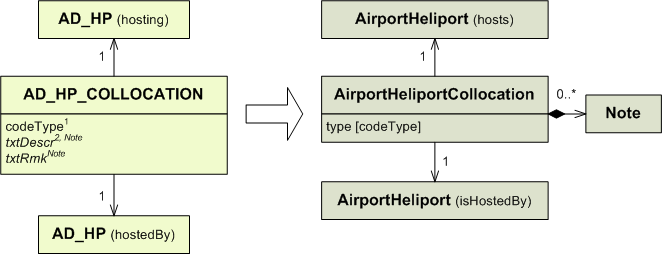 AD_HP (hosting)
1
AD_HP_COLLOCATION
codeType1
txtDescr2, Note
txtRmkNote
1
AD_HP (hostedBy)
AirportHeliport (hosts)
1
AirportHeliportCollocation
type [codeType]
0..*
Note
1
AirportHeliport (isHostedBy)